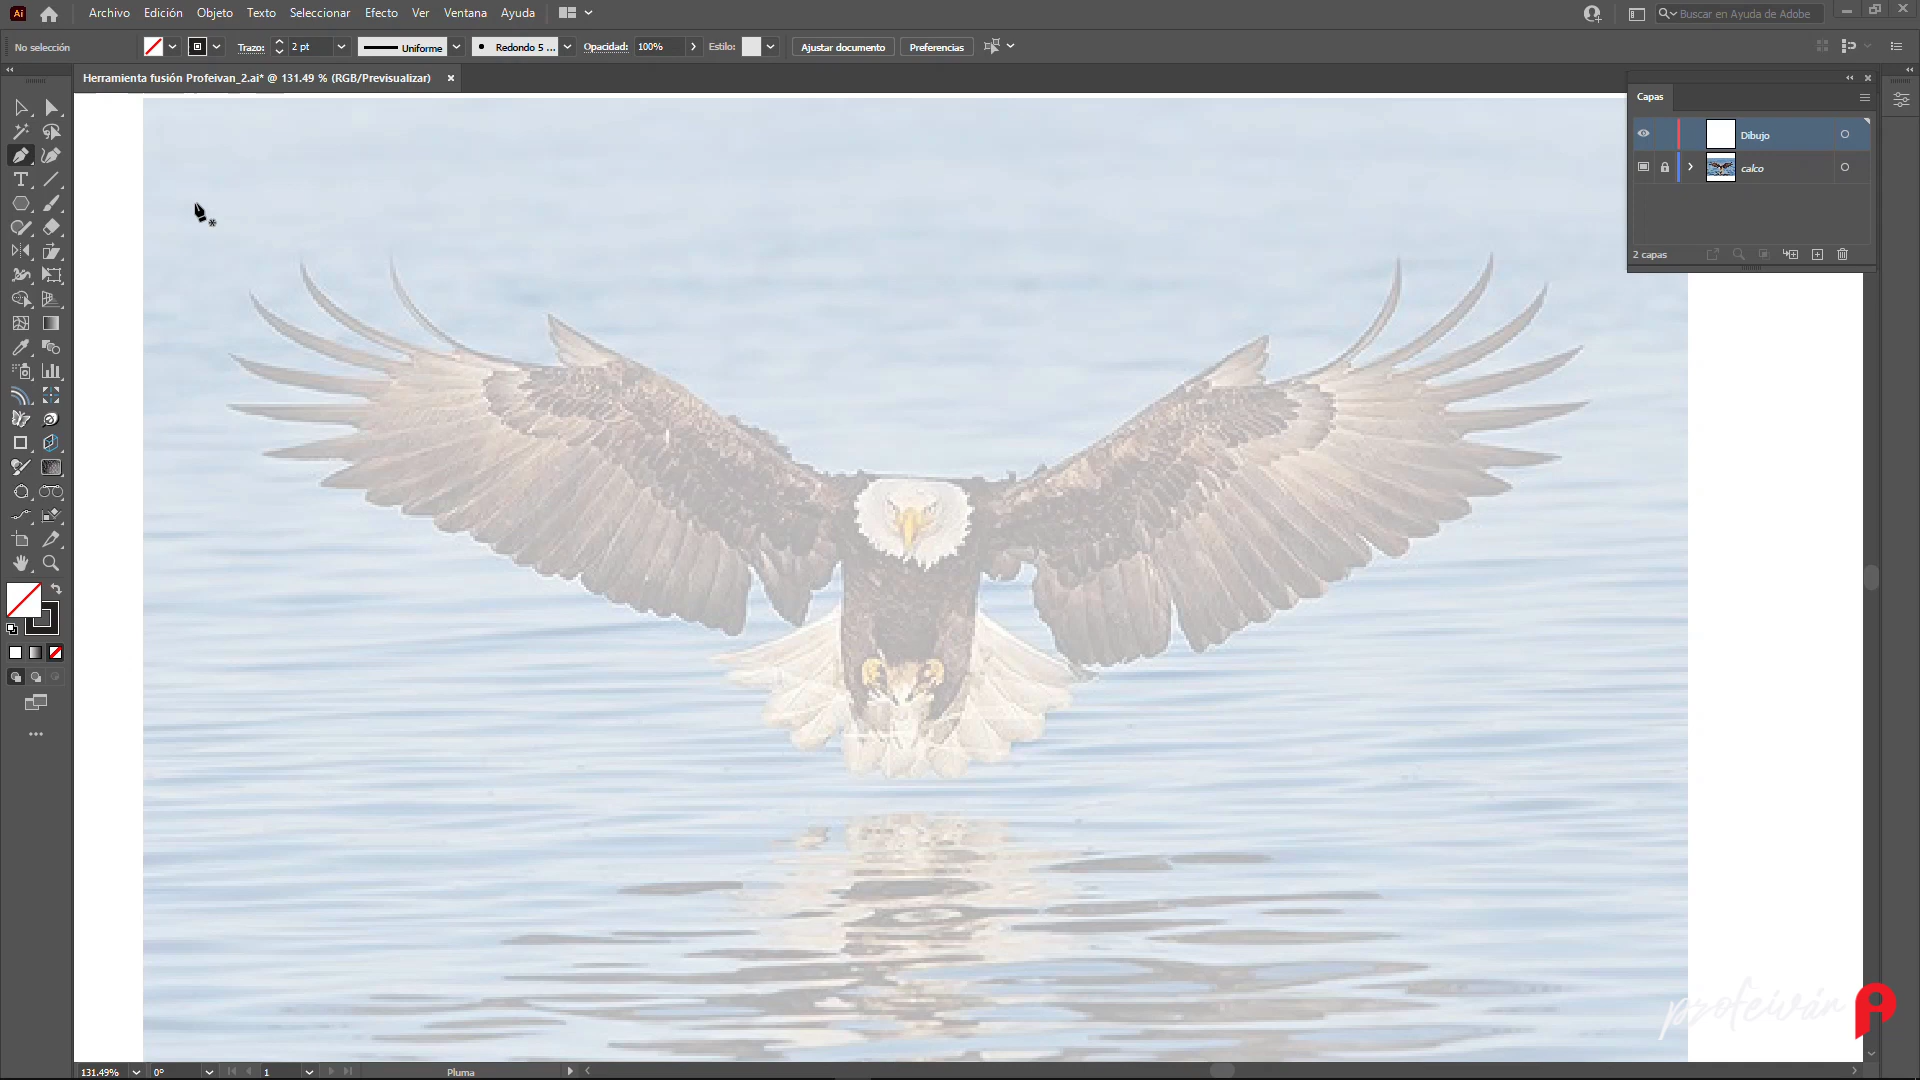 Ai Archivo Edición Objeto Texto Seleccionar Efecto Ver Ventana Ayuda Buscar en Ayuda de Adobe
No selección Trazo: 2 pt Uniforme Redondo 5 ... Opacidad: 100% Estilo: Ajustar documento Preferencias
Herramienta fusión Profeivan_2.ai* @ 131.49 % (RGB/Previsualizar)
Capas
Dibujo
calco
2 capas
profeiván
131.49% 0° 1 Pluma